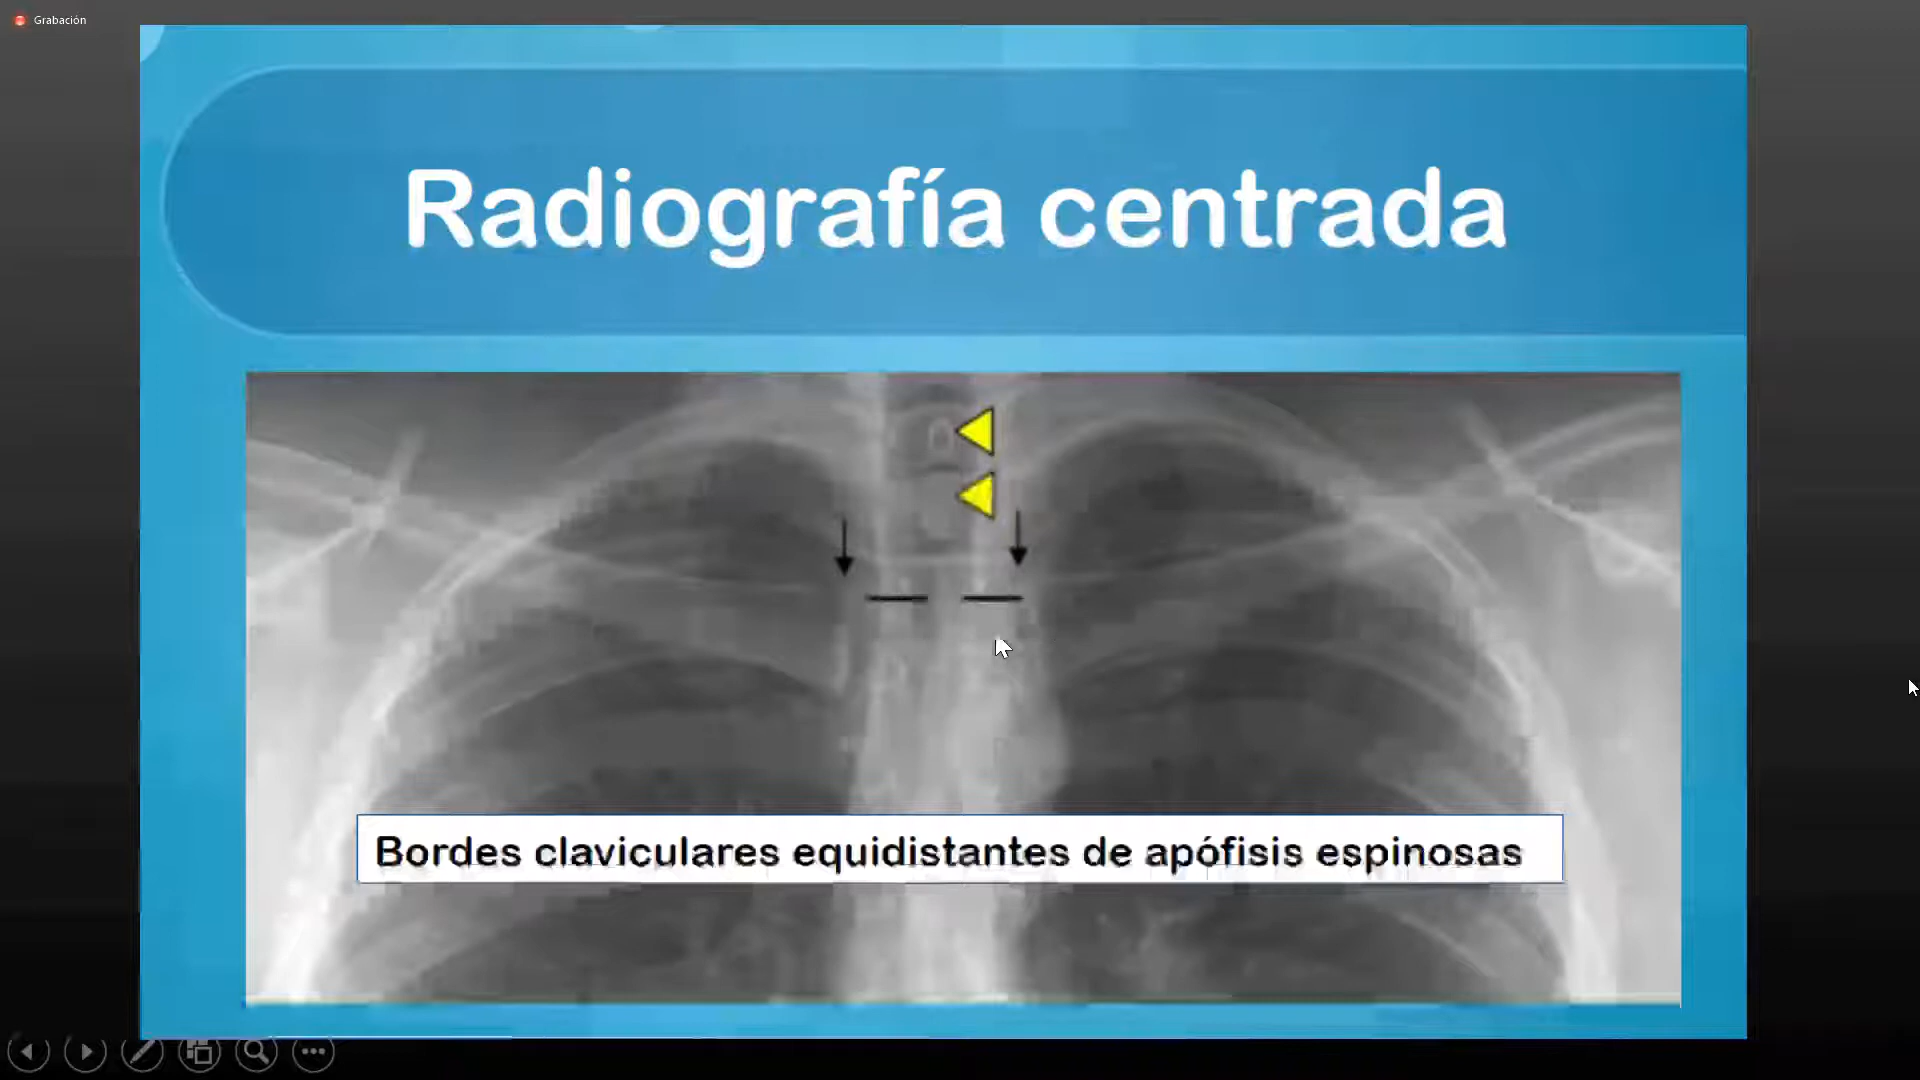 Grabación
Radiografía centrada
Bordes claviculares equidistantes de apófisis espinosas